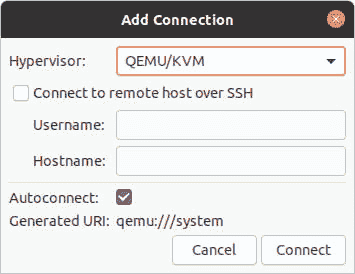 Add Connection
Hypervisor: QEMU/KVM
Connect to remote host over SSH
Username:
Hostname:
Autoconnect:
Generated URI: qemu:///system
Cancel Connect